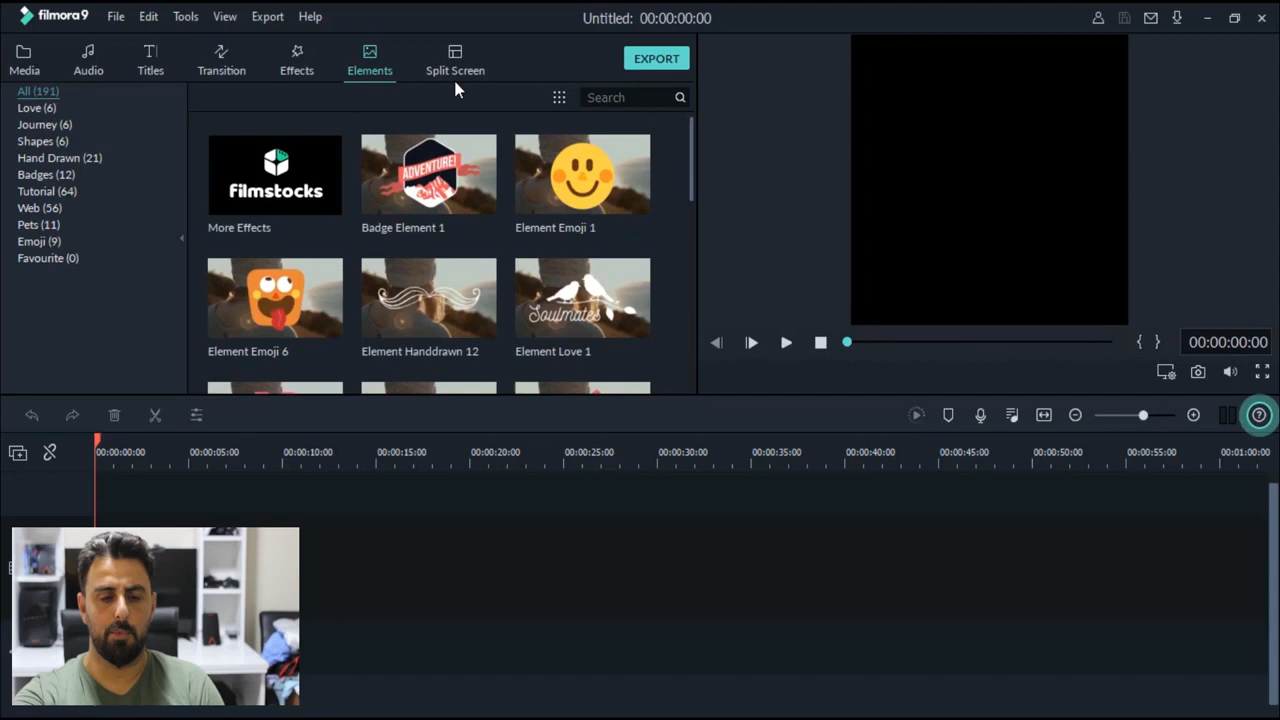 filmora9 File Edit Tools View Export Help Untitled: 00:00:00:00
Media Audio Titles Transition Effects Elements Split Screen EXPORT
All (191)
Love (6)
Journey (6)
Shapes (6)
Hand Drawn (21)
Badges (12)
Tutorial (64)
Web (56)
Pets (11)
Emoji (9)
Favourite (0)
Search
filmstocks
ADVENTURE!
More Effects Badge Element 1 Element Emoji 1
Soulmates
Element Emoji 6 Element Handdrawn 12 Element Love 1
00:00:00:00
00:00:00:00 00:00:05:00 00:00:10:00 00:00:15:00 00:00:20:00 00:00:25:00 00:00:30:00 00:00:35:00 00:00:40:00 00:00:45:00 00:00:50:00 00:00:55:00 00:01:00:00